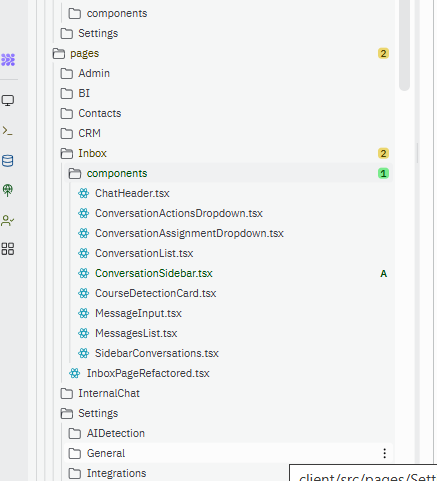 components
Settings
pages 2
Admin
BI
Contacts
CRM
Inbox 2
components 1
ChatHeader.tsx
ConversationActionsDropdown.tsx
ConversationAssignmentDropdown.tsx
ConversationList.tsx
ConversationSidebar.tsx A
CourseDetectionCard.tsx
MessageInput.tsx
MessagesList.tsx
SidebarConversations.tsx
InboxPageRefactored.tsx
InternalChat
Settings
AIDetection
General
Integrations
client/src/pages/Sett